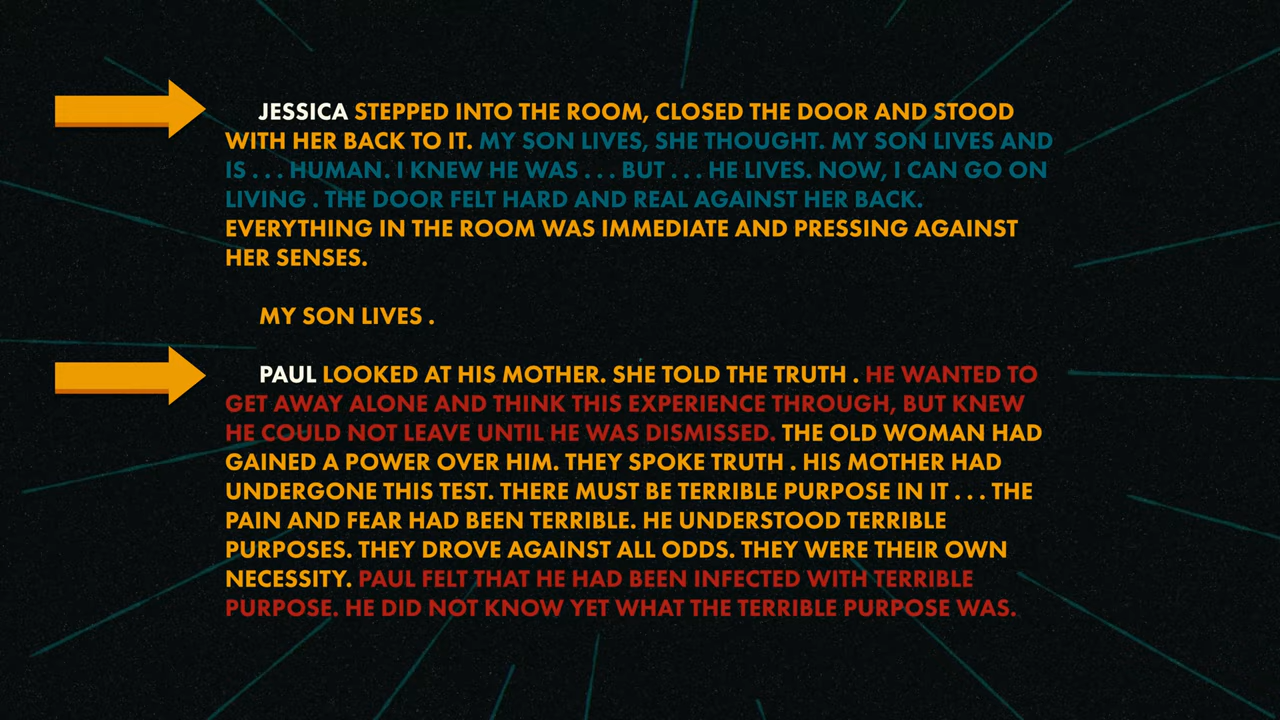 JESSICA STEPPED INTO THE ROOM, CLOSED THE DOOR AND STOOD
WITH HER BACK TO IT. MY SON LIVES, SHE THOUGHT. MY SON LIVES AND
IS . . . HUMAN. I KNEW HE WAS . . . BUT . . . HE LIVES. NOW, I CAN GO ON
LIVING . THE DOOR FELT HARD AND REAL AGAINST HER BACK.
EVERYTHING IN THE ROOM WAS IMMEDIATE AND PRESSING AGAINST
HER SENSES.
MY SON LIVES .
PAUL LOOKED AT HIS MOTHER. SHE TOLD THE TRUTH . HE WANTED TO
GET AWAY ALONE AND THINK THIS EXPERIENCE THROUGH, BUT KNEW
HE COULD NOT LEAVE UNTIL HE WAS DISMISSED. THE OLD WOMAN HAD
GAINED A POWER OVER HIM. THEY SPOKE TRUTH . HIS MOTHER HAD
UNDERGONE THIS TEST. THERE MUST BE TERRIBLE PURPOSE IN IT . . . THE
PAIN AND FEAR HAD BEEN TERRIBLE. HE UNDERSTOOD TERRIBLE
PURPOSES. THEY DROVE AGAINST ALL ODDS. THEY WERE THEIR OWN
NECESSITY. PAUL FELT THAT HE HAD BEEN INFECTED WITH TERRIBLE
PURPOSE. HE DID NOT KNOW YET WHAT THE TERRIBLE PURPOSE WAS.